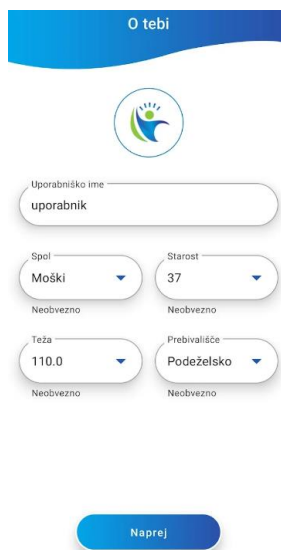 O tebi
Uporabniško ime
uporabnik
Spol
Starost
Moški
37
Neobvezno
Neobvezno
Teža
Prebivališče
110.0
Podeželsko
Neobvezno
Neobvezno
Naprej